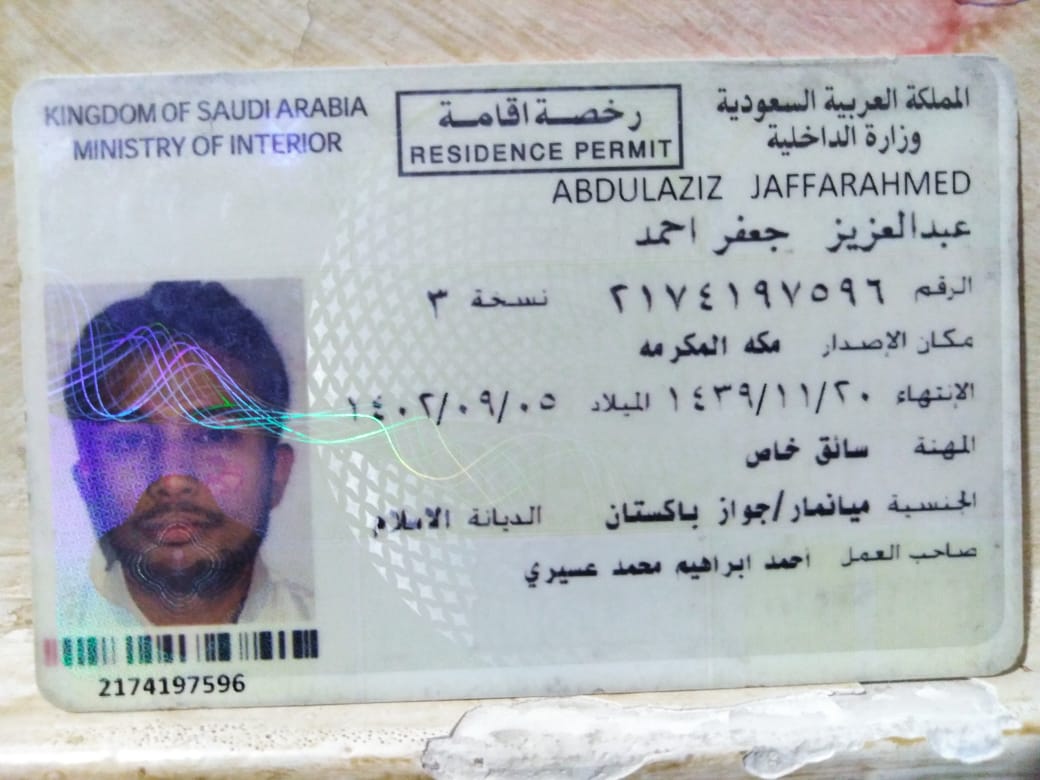 KINGDOM OF SAUDI ARABIA
MINISTRY OF INTERIOR
رخصة اقامة
RESIDENCE PERMIT
المملكة العربية السعودية
وزارة الداخلية
ABDULAZIZ JAFFARAHMED
عبدالعزيز جعفر احمد
الرقم ٢١٧٤١٩٧٥٩٦ نسخة ٣
مكان الإصدار مكه المكرمه
الإنتهاء ١٤٣٩/١١/٢٠ الميلاد ١٤٠٢/٠٩/٠٥
المهنة سائق خاص
الجنسية ميانمار/جواز باكستان الديانة الاسلام
صاحب العمل احمد ابراهيم محمد عسيري
2174197596